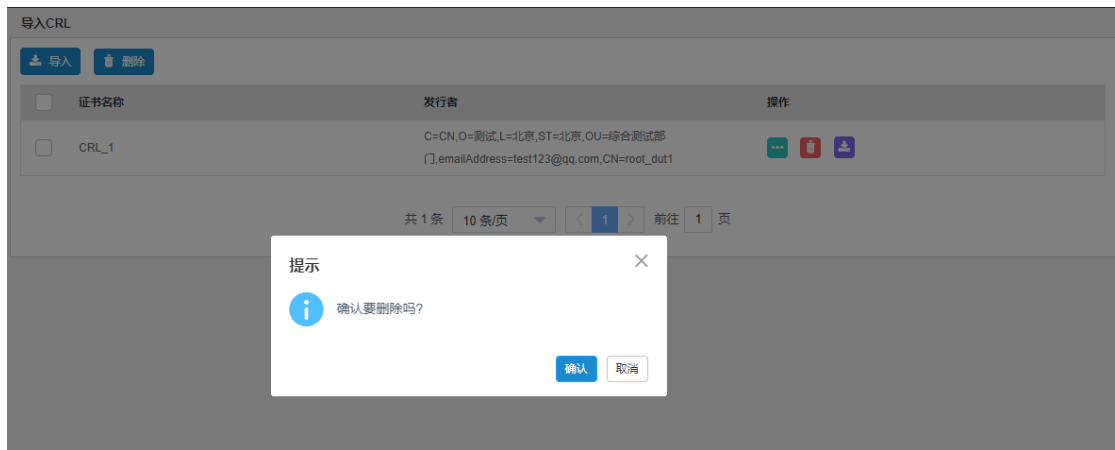 导入CRL
导入 删除
证书名称 发行者 操作
C=CN,O=测试,L=北京,ST=北京,OU=综合测试部
CRL_1
门,emailAddress=test123@qq.com,CN=root_dut1
共 1 条 10 条/页 1 前往 1 页
提示
确认要删除吗?
确认 取消